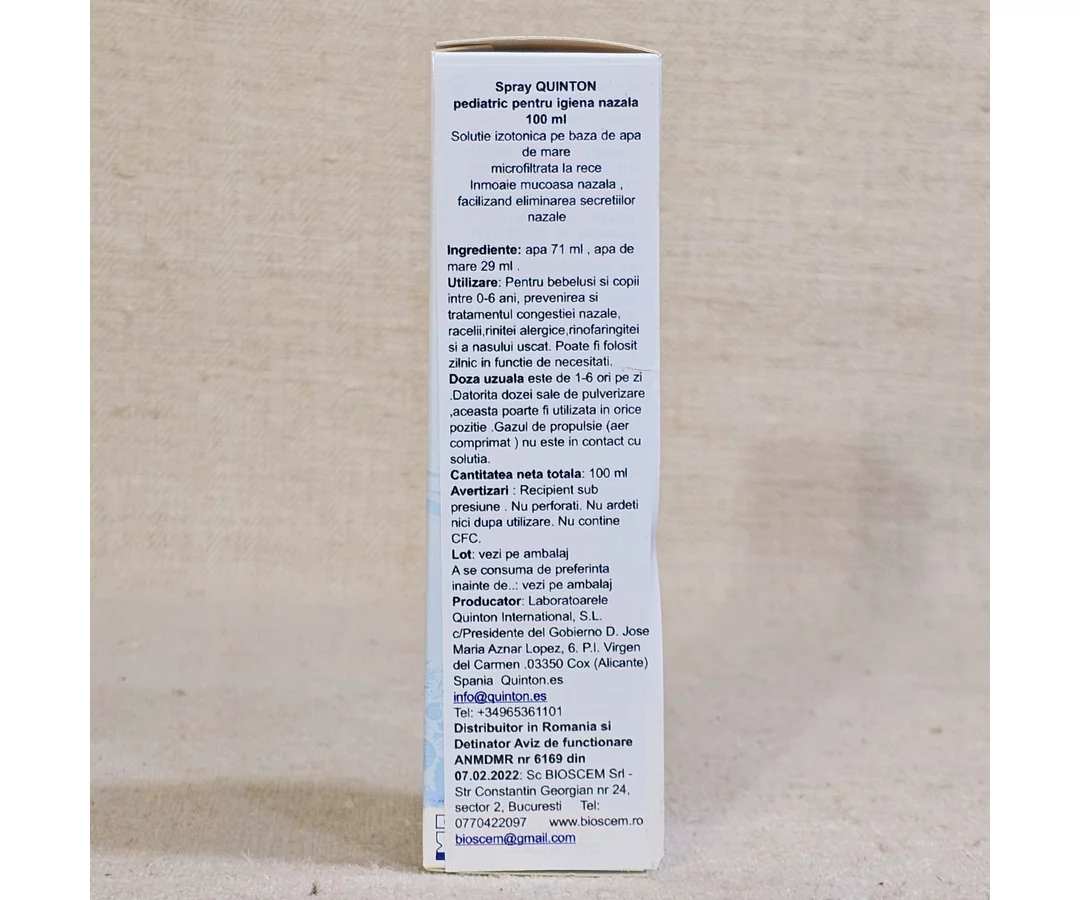 Spray QUINTON
pediatric pentru igiena nazala
100 ml
Solutie izotonica pe baza de apa
de mare
microfiltrata la rece
Inmoaie mucoasa nazala ,
facilizand eliminarea secretiilor
nazale
Ingrediente: apa 71 ml , apa de
mare 29 ml .
Utilizare: Pentru bebelusi si copii
intre 0-6 ani, prevenirea si
tratamentul congestiei nazale,
racelii,rinitei alergice,rinofaringitei
si a nasului uscat. Poate fi folosit
zilnic in functie de necesitati.
Doza uzuala este de 1-6 ori pe zi
.Datorita dozei sale de pulverizare
,aceasta poarte fi utilizata in orice
pozitie .Gazul de propulsie (aer
comprimat ) nu este in contact cu
solutia.
Cantitatea neta totala: 100 ml
Avertizari : Recipient sub
presiune . Nu perforati. Nu ardeti
nici dupa utilizare. Nu contine
CFC.
Lot: vezi pe ambalaj
A se consuma de preferinta
inainte de..: vezi pe ambalaj
Producator: Laboratoarele
Quinton International, S.L.
c/Presidente del Gobierno D. Jose
Maria Aznar Lopez, 6. P.I. Virgen
del Carmen .03350 Cox (Alicante)
Spania Quinton.es
info@quinton.es
Tel: +34965361101
Distribuitor in Romania si
Detinator Aviz de functionare
ANMDMR nr 6169 din
07.02.2022: Sc BIOSCEM Srl -
Str Constantin Georgian nr 24,
sector 2, Bucuresti Tel:
0770422097 www.bioscem.ro
bioscem@gmail.com